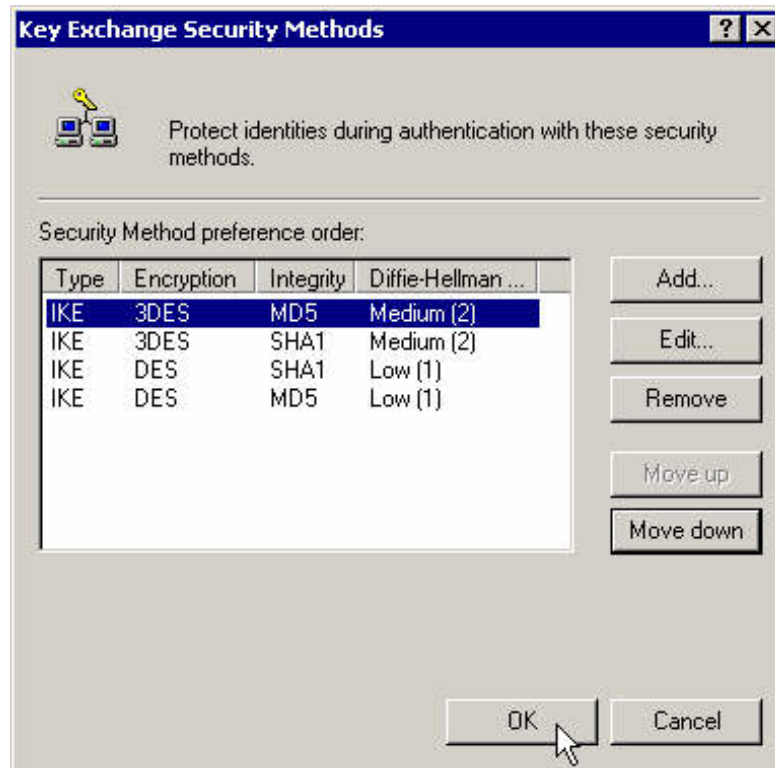 Key Exchange Security Methods
Protect identities during authentication with these security
methods.
Security Method preference order:
Type Encryption Integrity Diffie-Hellman ...
IKE 3DES MD5 Medium (2)
IKE 3DES SHA1 Medium (2)
IKE DES SHA1 Low (1)
IKE DES MD5 Low (1)
Add...
Edit...
Remove
Move up
Move down
OK
Cancel